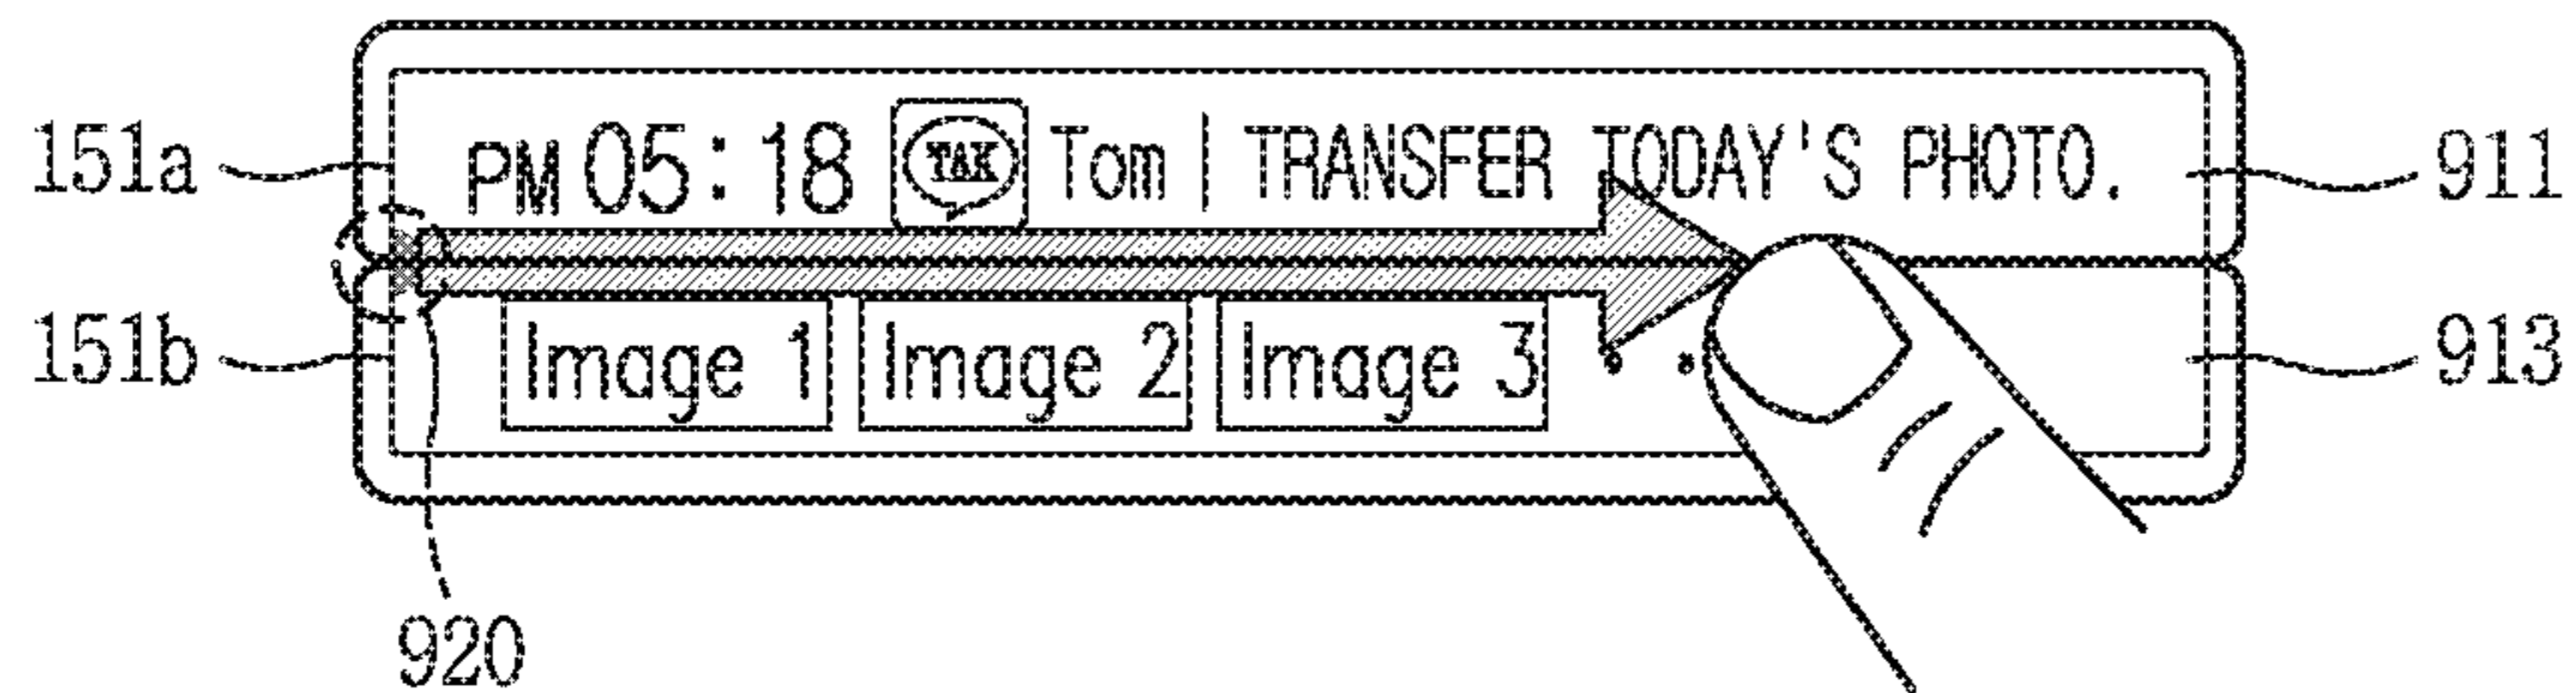 151a PM 05:18 TAK Tom | TRANSFER TODAY'S PHOTO. 911
151b Image 1 Image 2 Image 3 . . 913
920